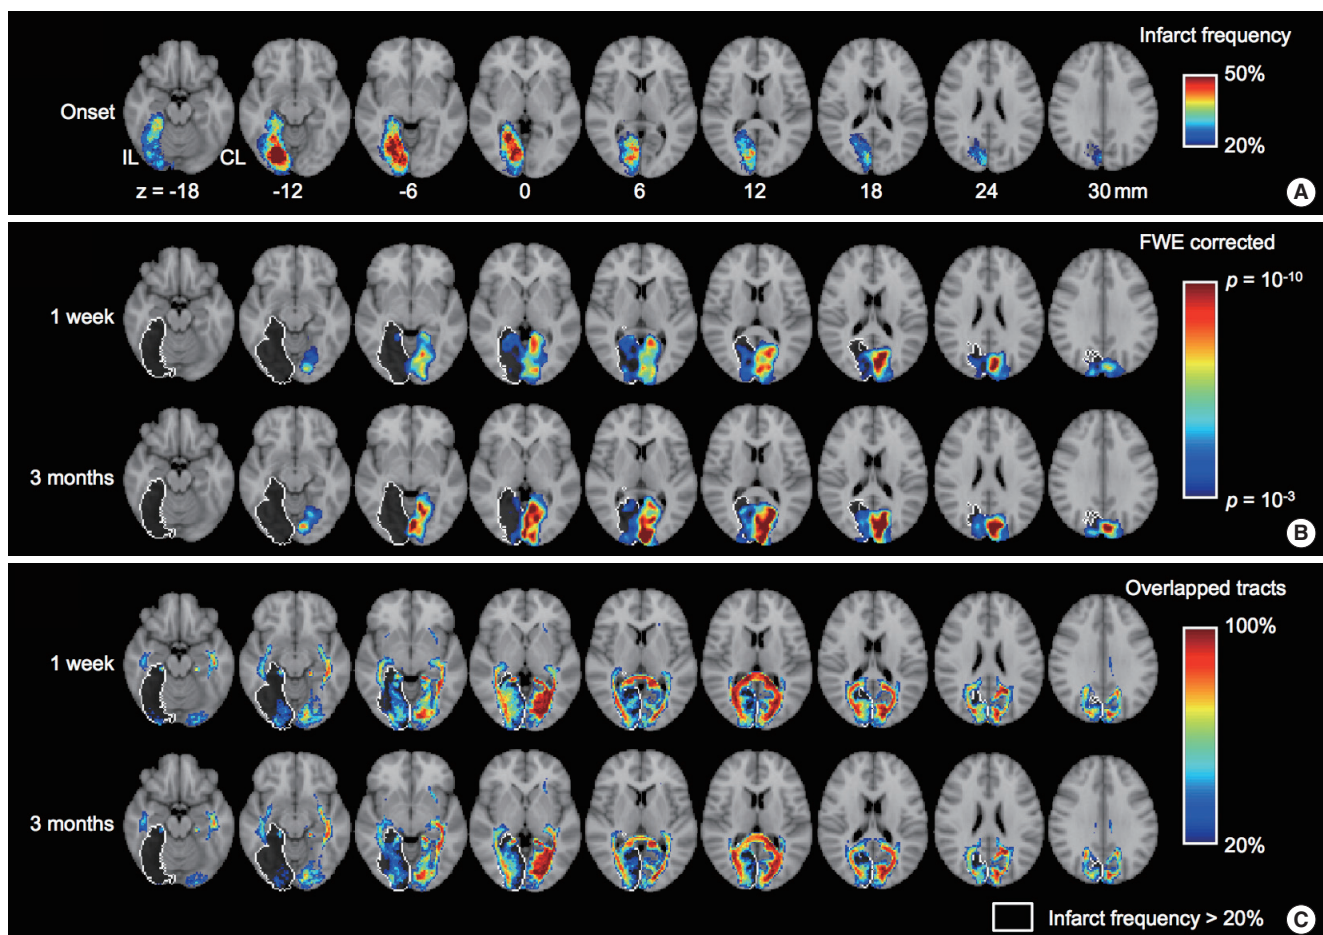 Infarct frequency
50%
Onset
20%
IL
CL
z = -18
-12
-6
0
6
12
18
24
30 mm
A
FWE corrected
p = 10-10
1 week
3 months
p = 10-3
B
Overlapped tracts
100%
1 week
3 months
20%
Infarct frequency > 20%
C